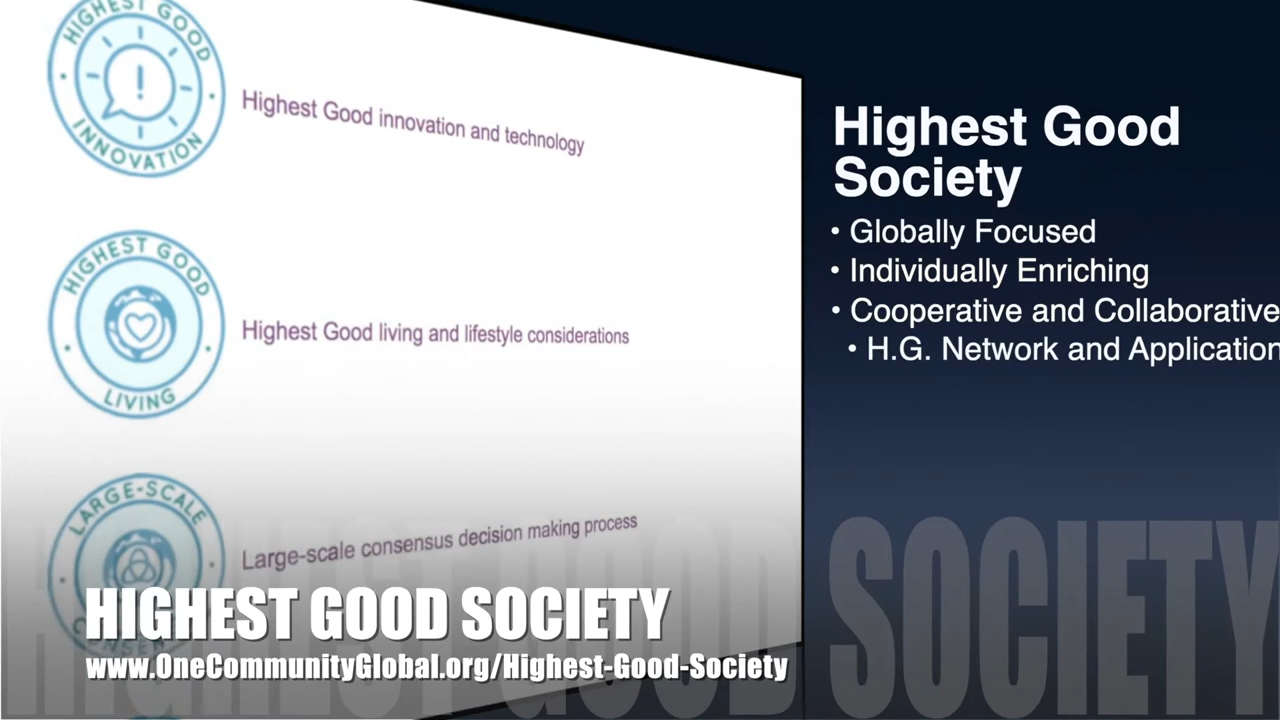 HIGHEST GOOD
INNOVATION
Highest Good innovation and technology
HIGHEST GOOD
LIVING
Highest Good living and lifestyle considerations
LARGE-SCALE
Large-scale consensus decision making process
Highest Good
Society
• Globally Focused
• Individually Enriching
• Cooperative and Collaborative
• H.G. Network and Application
HIGHEST GOOD SOCIETY
HIGHEST GOOD SOCIETY
www.OneCommunityGlobal.org/Highest-Good-Society